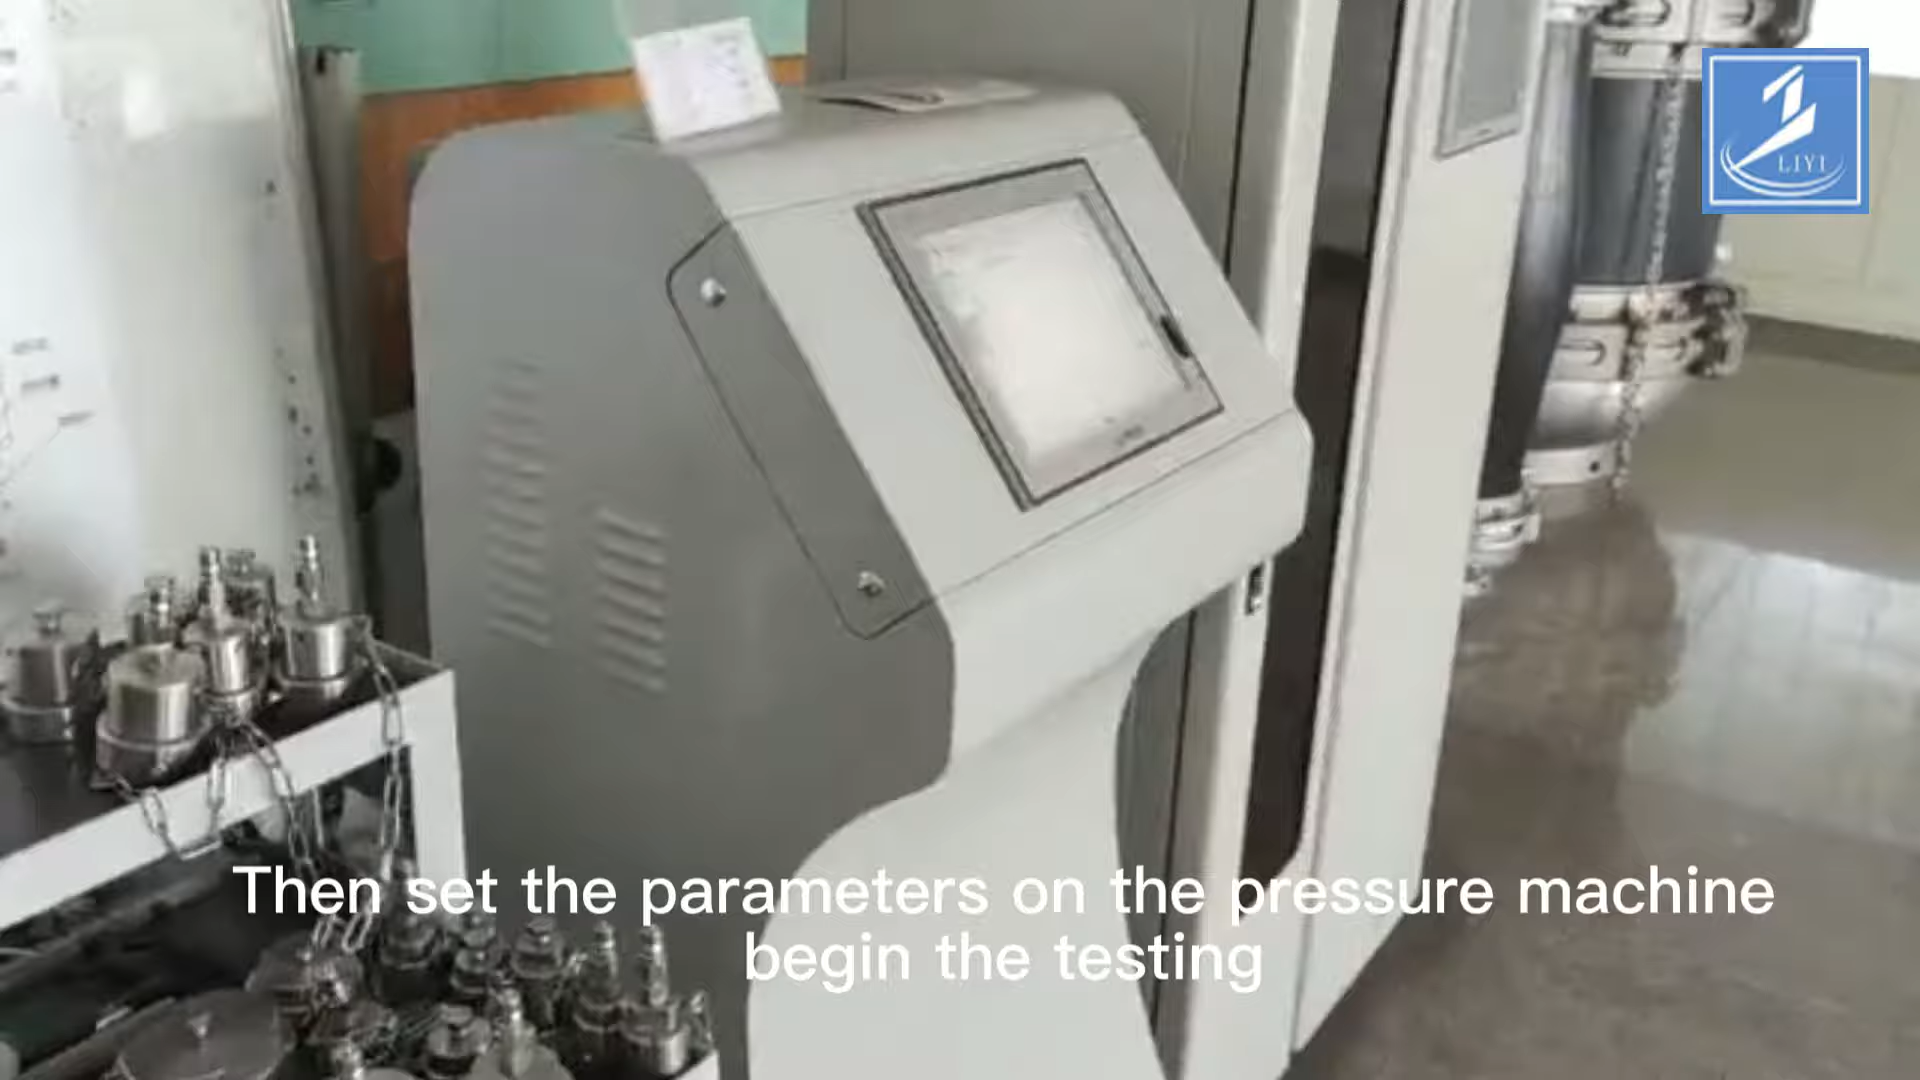 LIYI
Then set the parameters on the pressure machine
begin the testing